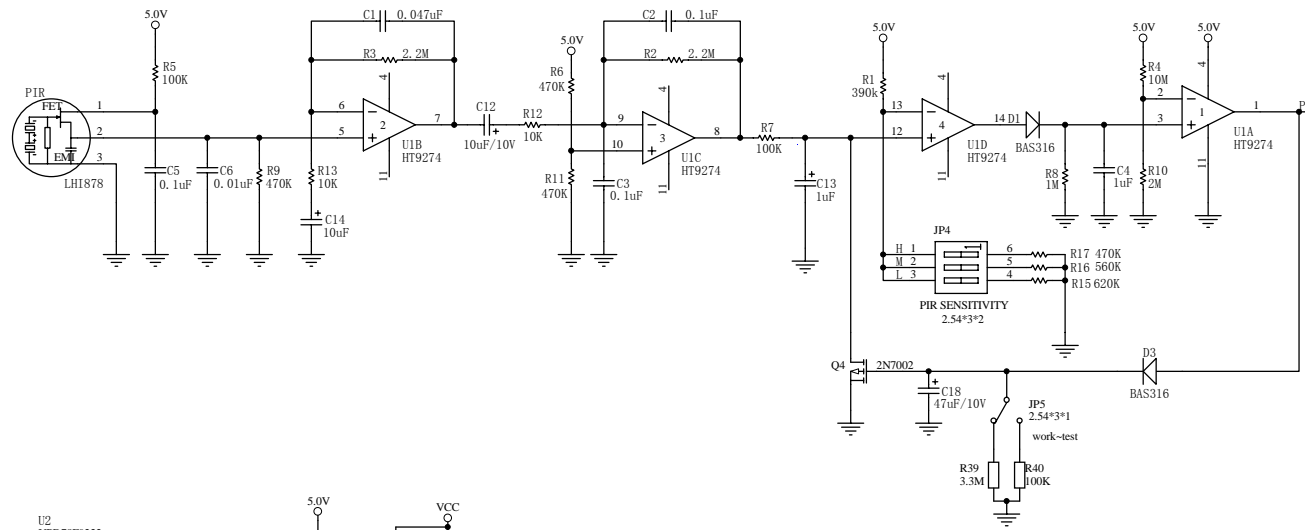 5.0V
R5
100K
PIR
FET
EMI
LHI878
1
2
3
C5
0.1uF
C6
0.01uF
R9
470K
C1 0.047uF
R3 2.2M
6
5
7
4
11
2
U1B
HT9274
R13
10K
C14
10uF
C12
10uF/10V
R12
10K
5.0V
R6
470K
R11
470K
C2 0.1uF
R2 2.2M
9
10
8
4
11
3
U1C
HT9274
C3
0.1uF
R7
100K
C13
1uF
5.0V
R1
390k
13
12
14
4
11
4
U1D
HT9274
D1
BAS316
R8
1M
C4
1uF
5.0V
R4
10M
R10
2M
5.0V
2
3
1
4
11
1
U1A
HT9274
P
JP4
H 1
M 2
L 3
6
5
4
R17 470K
R16 560K
R15 620K
PIR SENSITIVITY
2.54*3*2
Q4
2N7002
C18
47uF/10V
D3
BAS316
JP5
2.54*3*1
work~test
R39
3.3M
R40
100K
U2
5.0V
VCC